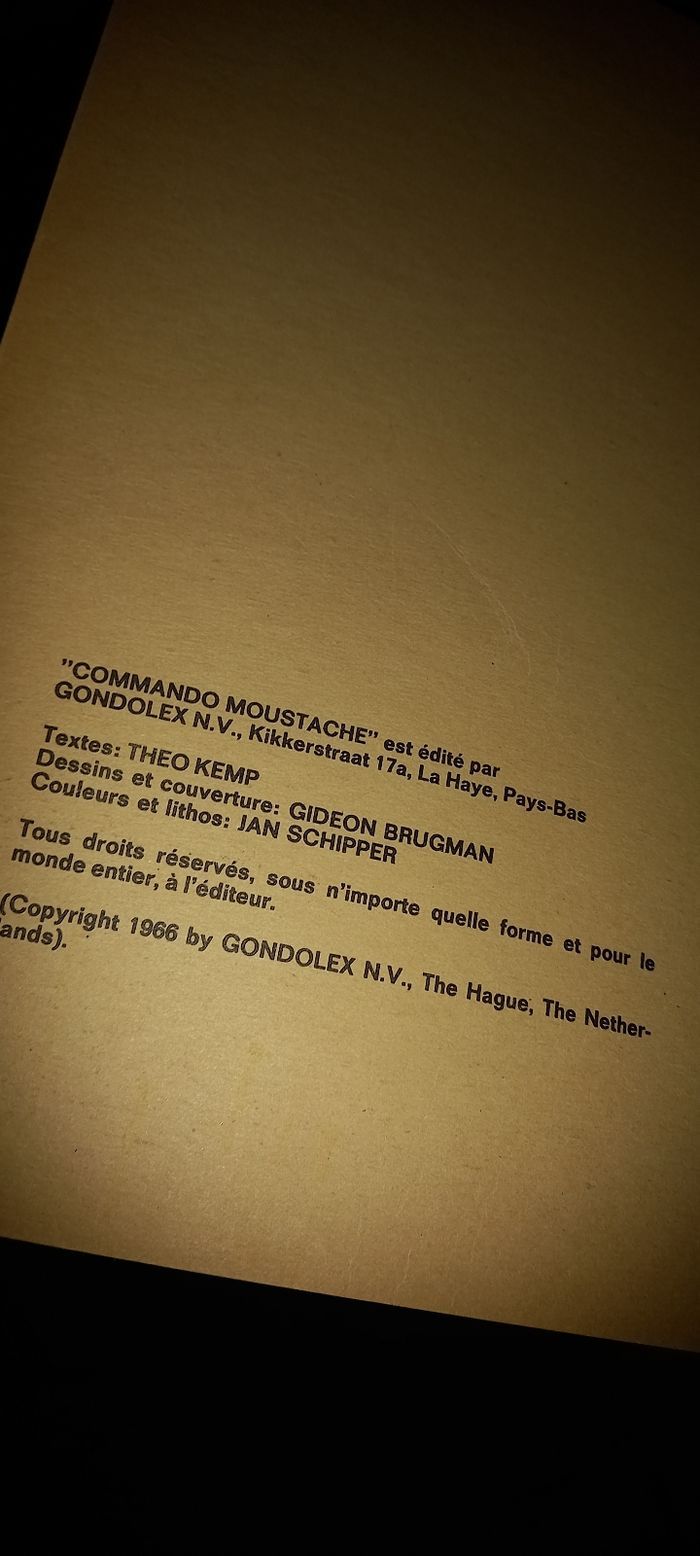 ”COMMANDO MOUSTACHE” est édité par
GONDOLEX N.V., Kikkerstraat 17a, La Haye, Pays-Bas
Textes: THEO KEMP
Dessins et couverture: GIDEON BRUGMAN
Couleurs et lithos: JAN SCHIPPER
Tous droits réservés, sous n’importe quelle forme et pour le
monde entier, à l’éditeur.
(Copyright 1966 by GONDOLEX N.V., The Hague, The Nether-
lands).